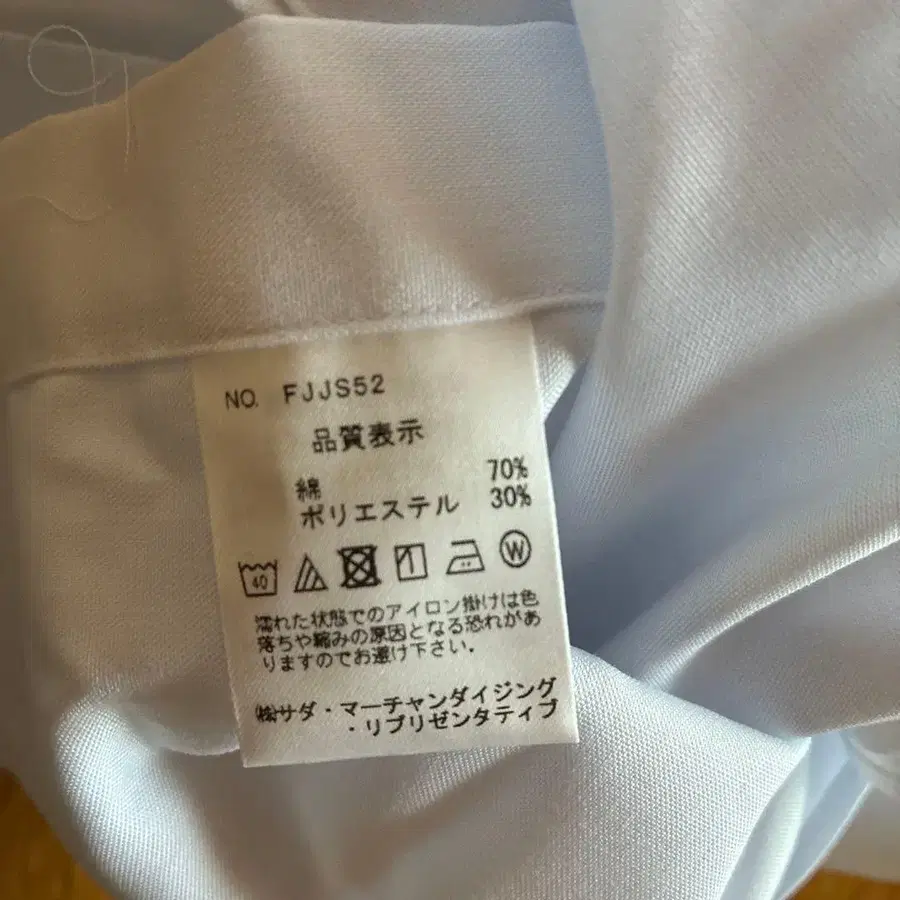 NO. FJJS52
品質表示
綿 70%
ポリエステル 30%
40 W
濡れた状態でのアイロン掛けは色
落ちや縮みの原因となる恐れがあ
りますのでお避け下さい。
㈱サダ・マーチャンダイジング
・リプリゼンタティブ